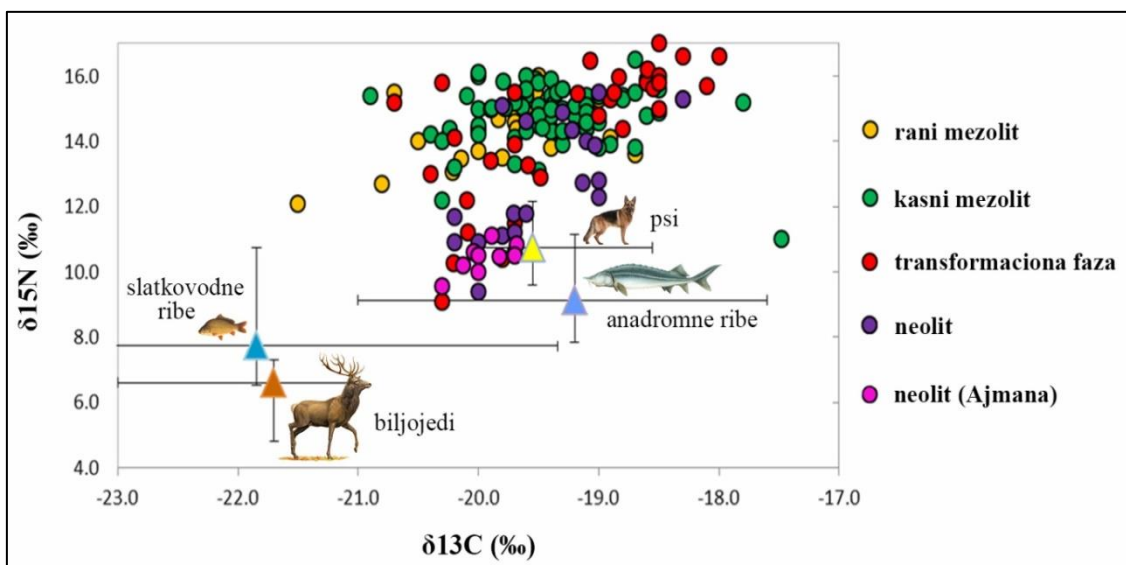 δ15N (‰)
16.0
14.0
12.0
10.0
8.0
6.0
4.0
-23.0 -22.0 -21.0 -20.0 -19.0 -18.0 -17.0
δ13C (‰)
slatkovodne
ribe
biljojedi
psi
anadromne ribe
rani mezolit
kasni mezolit
transformaciona faza
neolit
neolit (Ajmana)